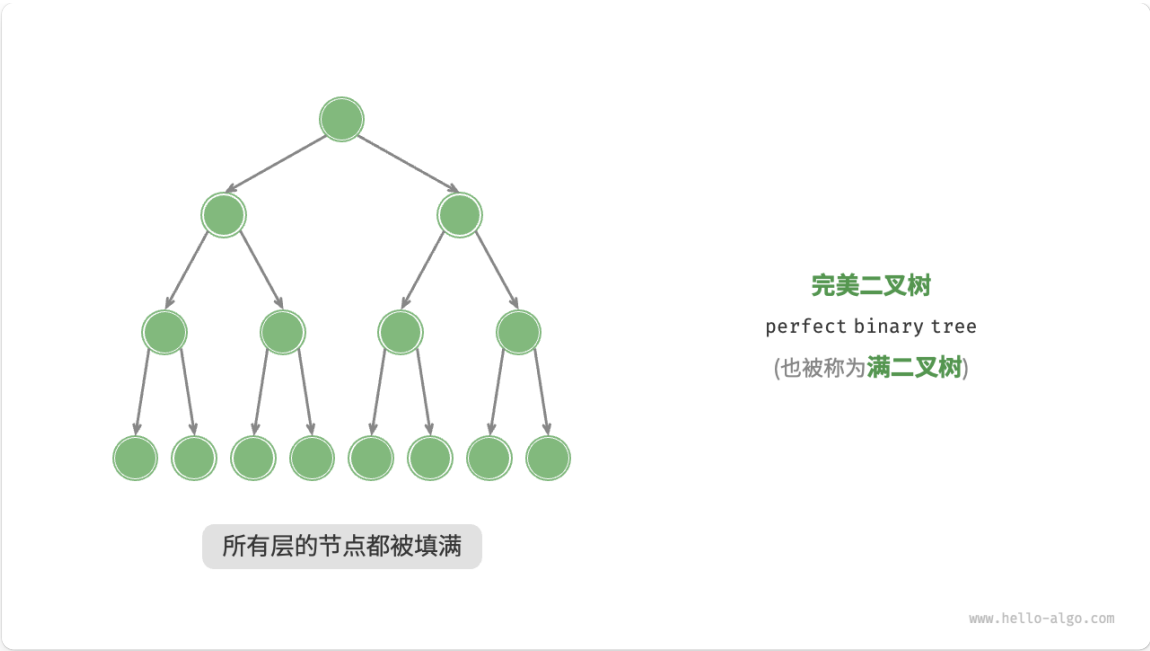 完美二叉树
perfect binary tree
(也被称为满二叉树)
所有层的节点都被填满
www.hello-algo.com